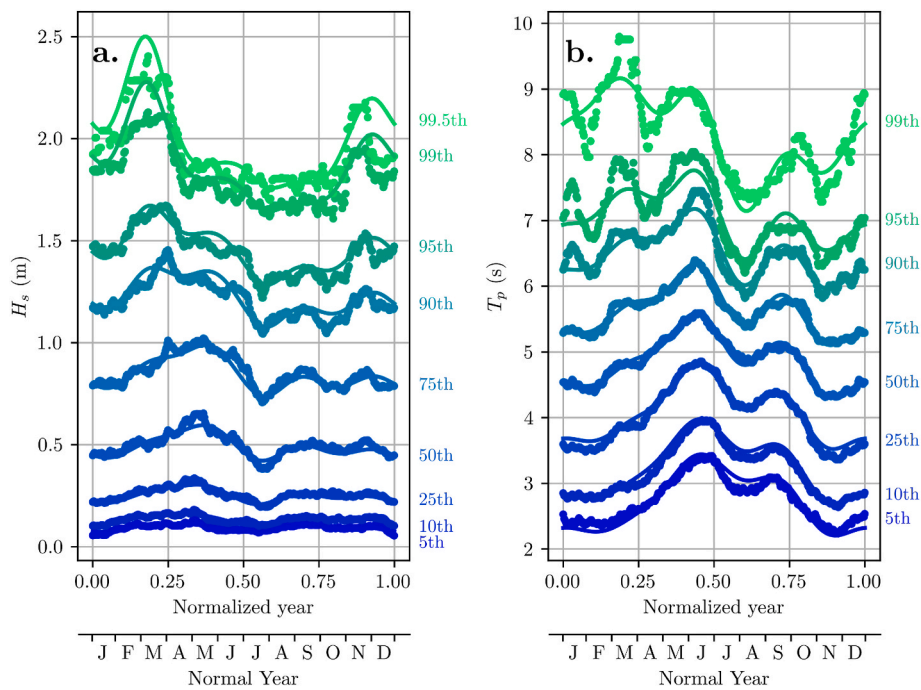 a.
2.5
2.0
1.5
1.0
0.5
0.0
H_s (m)
99.5th
99th
95th
90th
75th
50th
25th
10th
5th
0.00 0.25 0.50 0.75 1.00
Normalized year
J F M A M J J A S O N D
Normal Year
b.
10
9
8
7
6
5
4
3
2
T_p (s)
99th
95th
90th
75th
50th
25th
10th
5th
0.00 0.25 0.50 0.75 1.00
Normalized year
J F M A M J J A S O N D
Normal Year